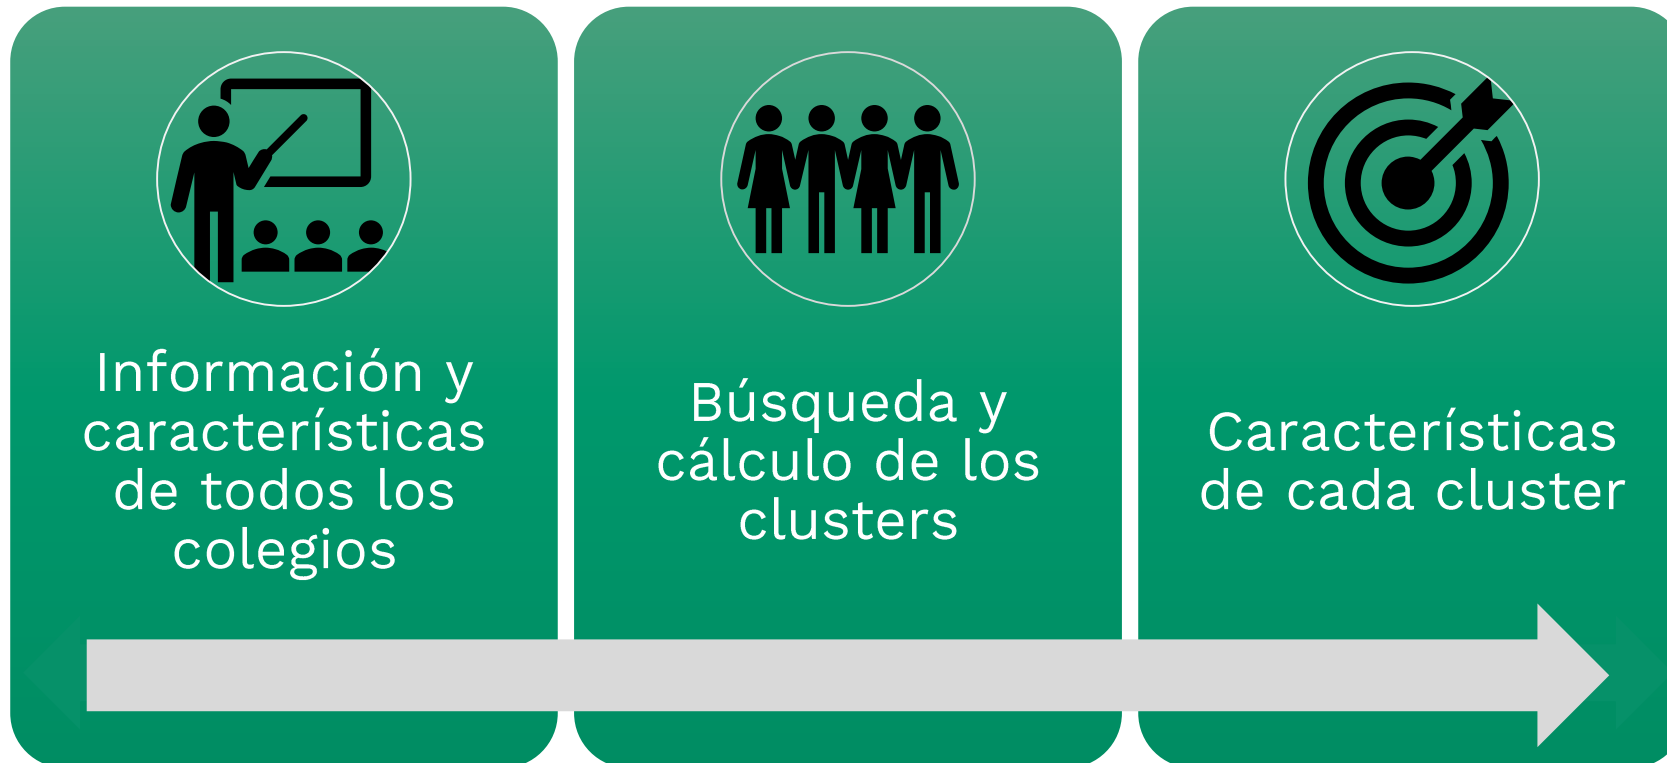 Información y
características
de todos los
colegios
Búsqueda y
cálculo de los
clusters
Características
de cada cluster